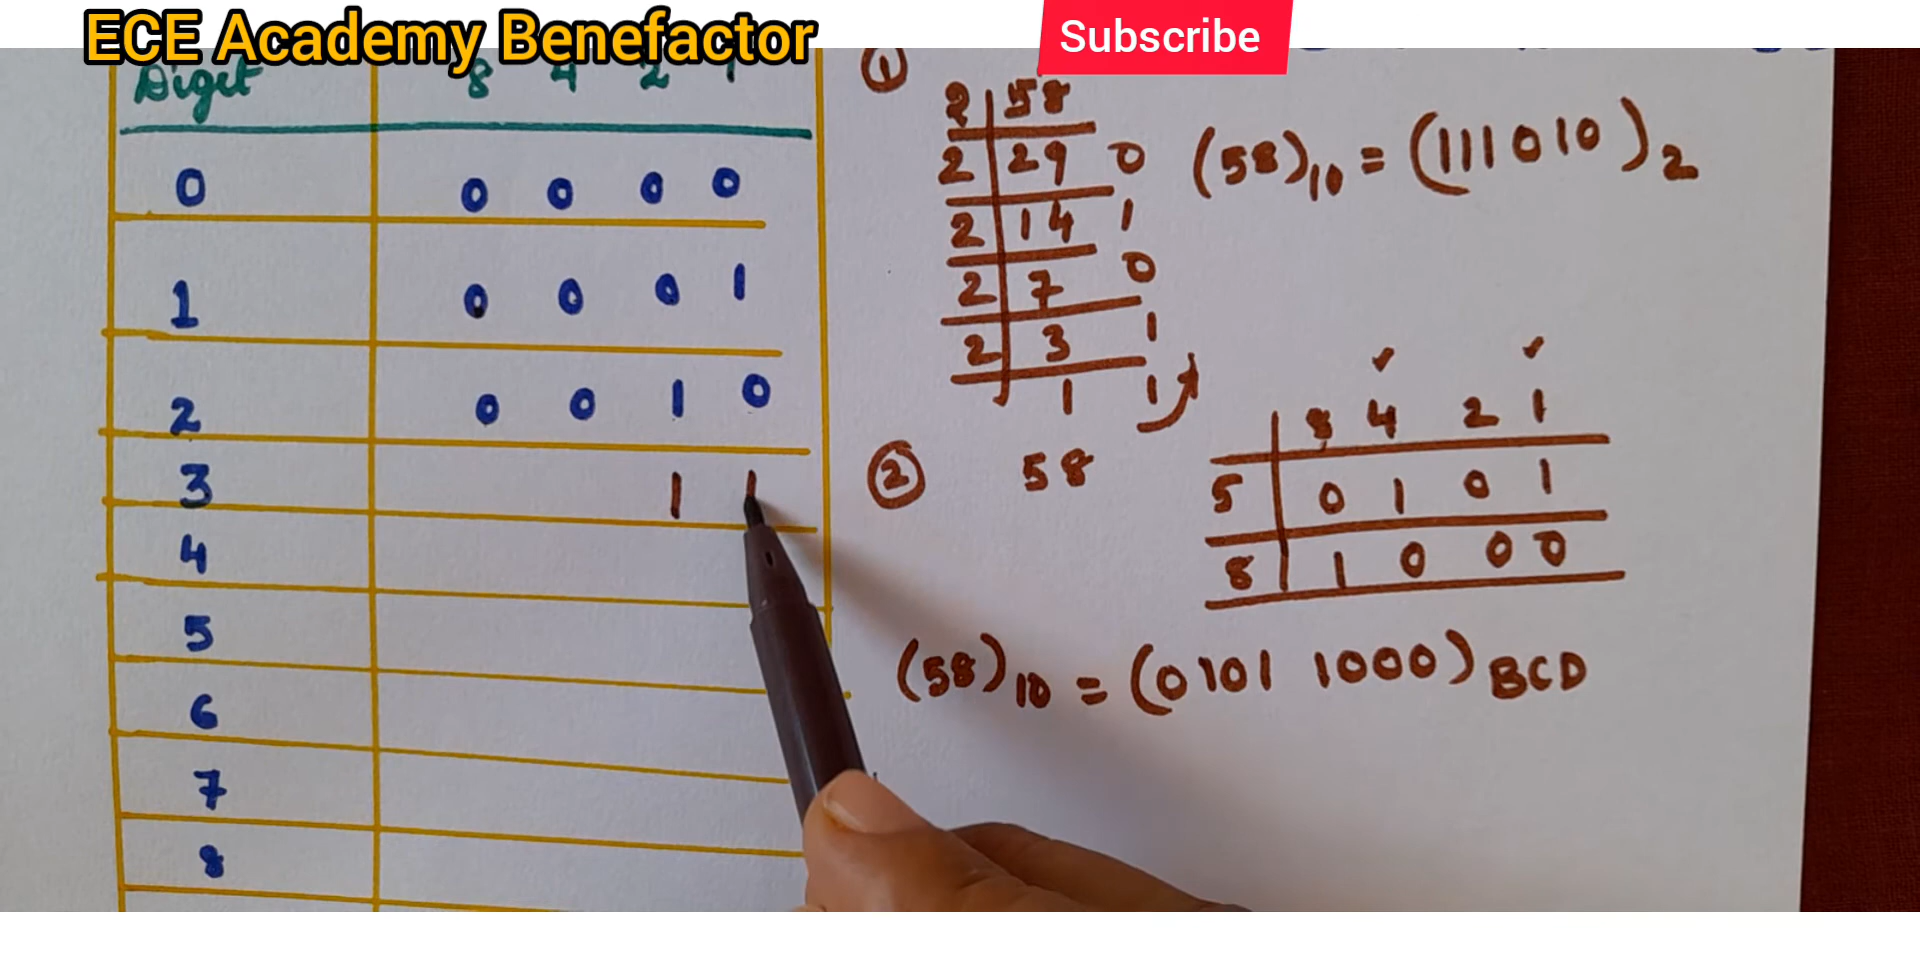 ECE Academy Benefactor
Subscribe
Digit 8 4 2 1
0 0 0 0 0
1 0 0 0 1
2 0 0 1 0
3 1 1
4
5
6
7
8
①
2 58
2 29 0
2 14 1
2 7 0
2 3 1
1 1
(58)10 = (111010)2
② 58
8 4 2 1
5 0 1 0 1
8 1 0 0 0
(58)10 = (0101 1000)BCD